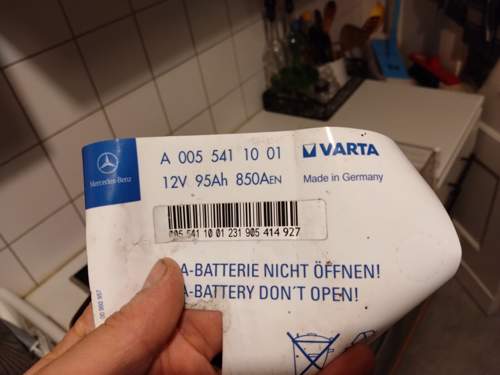 Mercedes-Benz
A 005 541 10 01
12V 95Ah 850AEN
VARTA
Made in Germany
005 541 10 01 231 905 414 927
A-BATTERIE NICHT ÖFFNEN!
A-BATTERY DON´T OPEN!